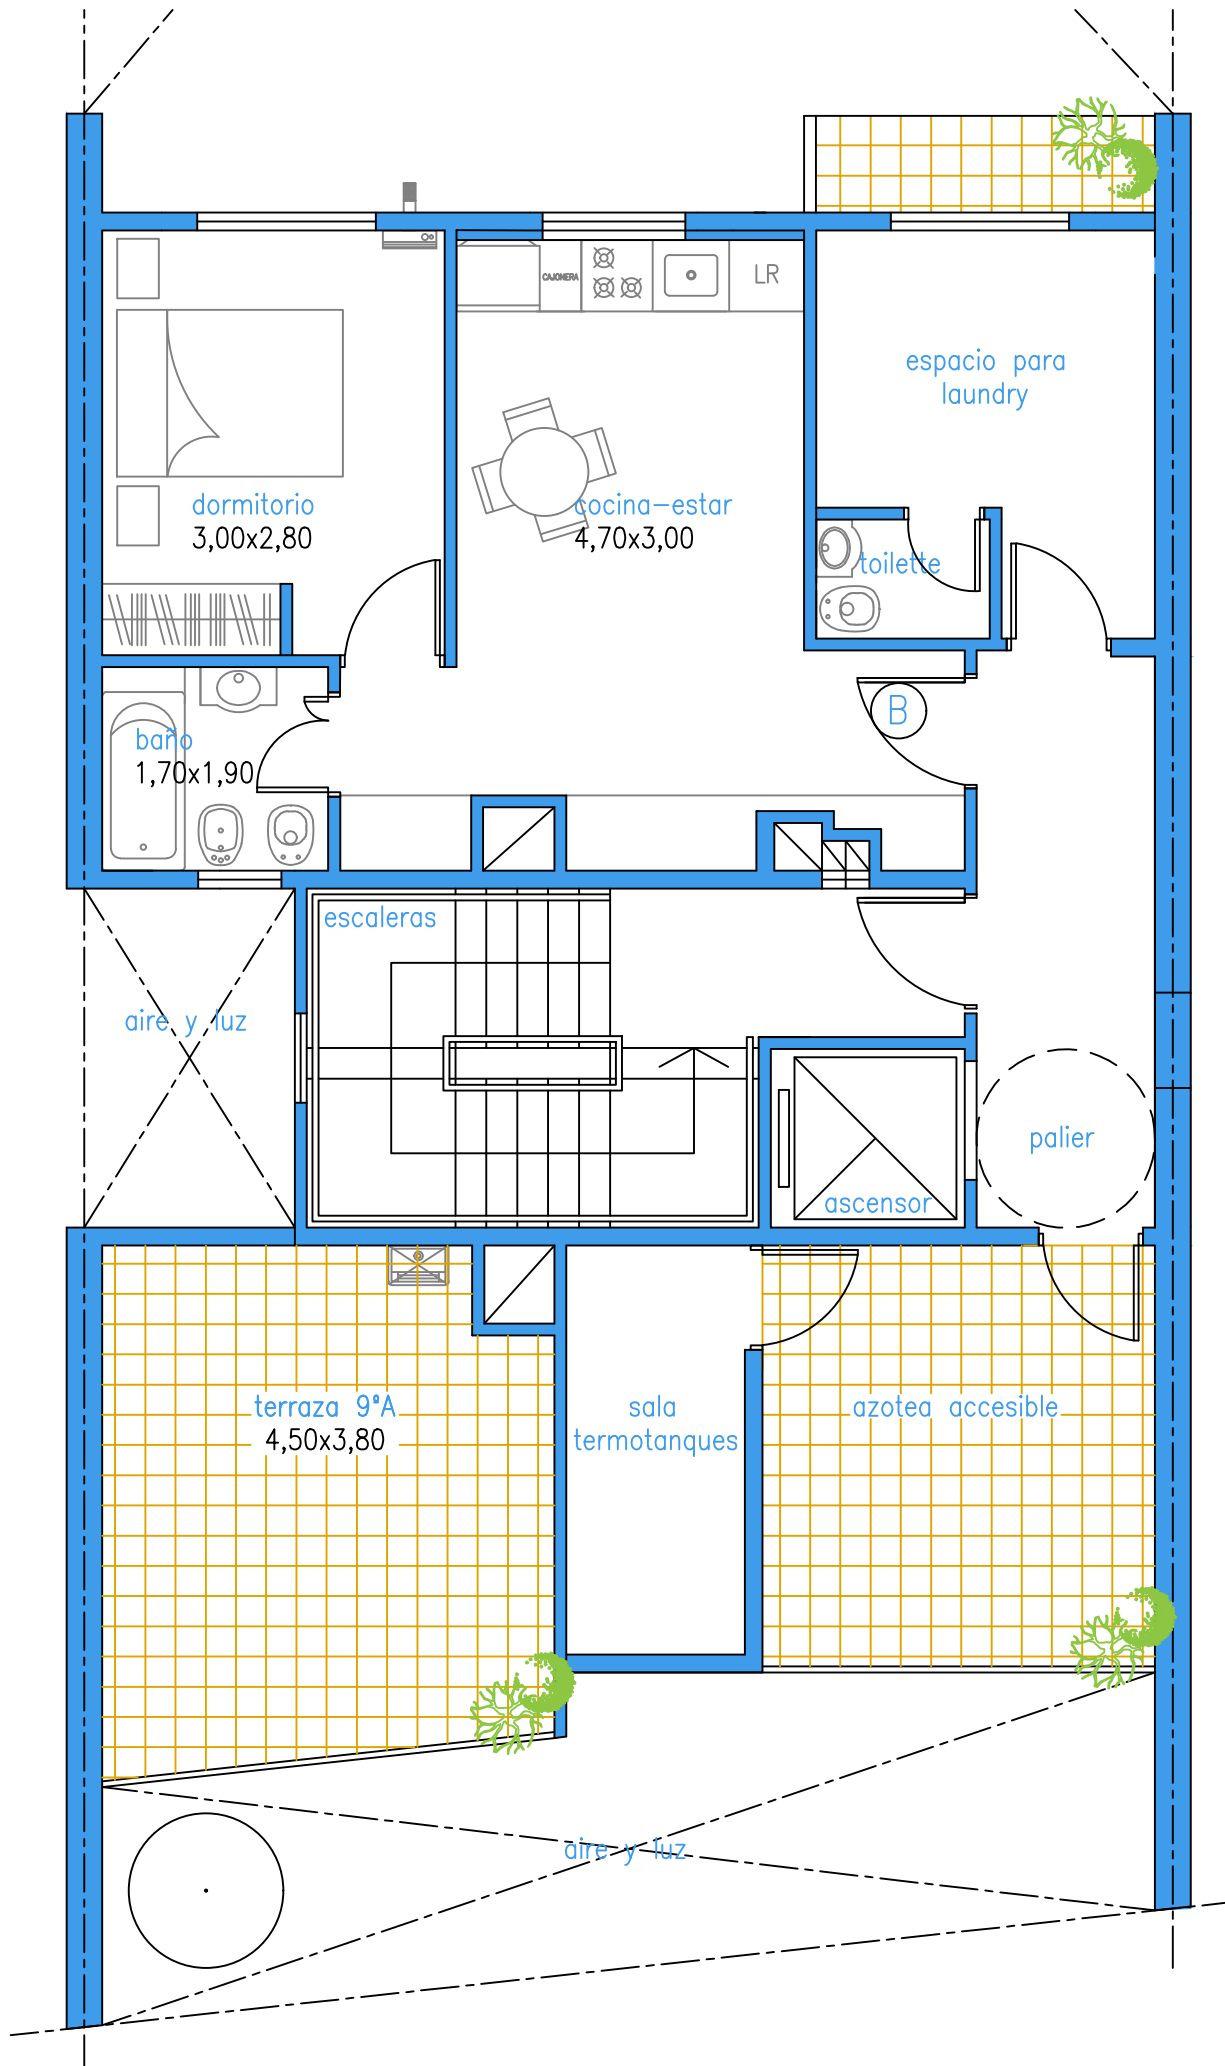 CAJONERA
LR
espacio para
laundry
dormitorio
3,00x2,80
cocina-estar
4,70x3,00
toilette
B
baño
1,70x1,90
escaleras
aire y luz
palier
ascensor
terraza 9ªA
4,50x3,80
sala
termotanques
azotea accesible
aire y luz